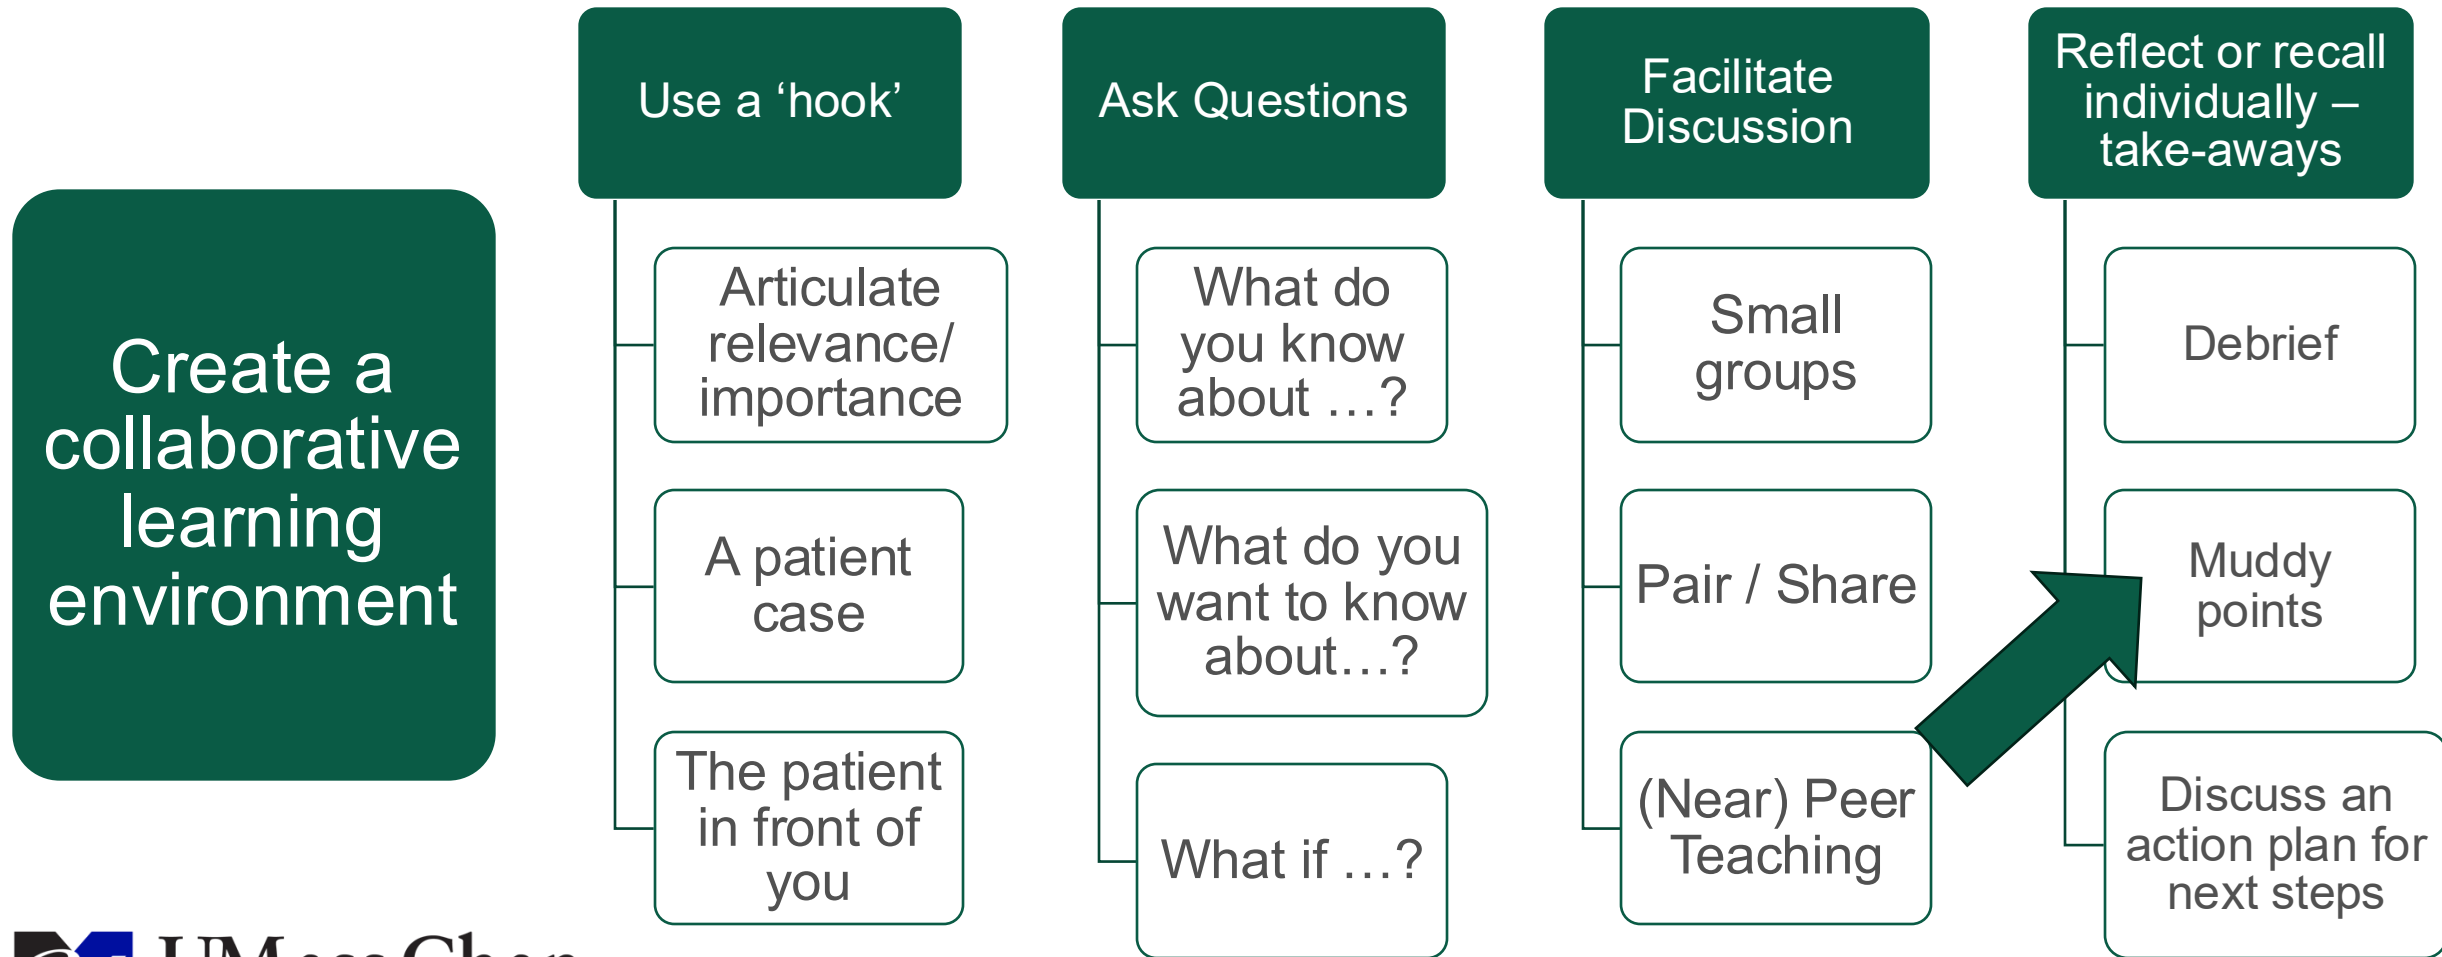 Create a
collaborative
learning
environment
Use a ‘hook’
Articulate
relevance/
importance
A patient
case
The patient
in front of
you
Ask Questions
What do
you know
about …?
What do you
want to know
about…?
What if …?
Facilitate
Discussion
Small
groups
Pair / Share
(Near) Peer
Teaching
Reflect or recall
individually –
take-aways
Debrief
Muddy
points
Discuss an
action plan for
next steps